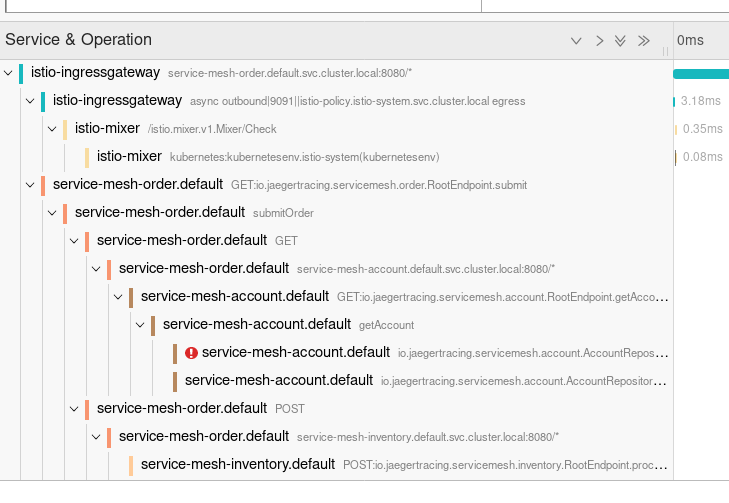 Service & Operation 0ms
istio-ingressgateway service-mesh-order.default.svc.cluster.local:8080/*
istio-ingressgateway async outbound|9091||istio-policy.istio-system.svc.cluster.local egress 3.18ms
istio-mixer /istio.mixer.v1.Mixer/Check 0.35ms
istio-mixer kubernetes:kubernetesenv.istio-system(kubernetesenv) 0.08ms
service-mesh-order.default GET:io.jaegertracing.servicemesh.order.RootEndpoint.submit
service-mesh-order.default submitOrder
service-mesh-order.default GET
service-mesh-order.default service-mesh-account.default.svc.cluster.local:8080/*
service-mesh-account.default GET:io.jaegertracing.servicemesh.account.RootEndpoint.getAcco...
service-mesh-account.default getAccount
service-mesh-account.default io.jaegertracing.servicemesh.account.AccountRepos...
service-mesh-account.default io.jaegertracing.servicemesh.account.AccountRepositor...
service-mesh-order.default POST
service-mesh-order.default service-mesh-inventory.default.svc.cluster.local:8080/*
service-mesh-inventory.default POST:io.jaegertracing.servicemesh.inventory.RootEndpoint.proc...